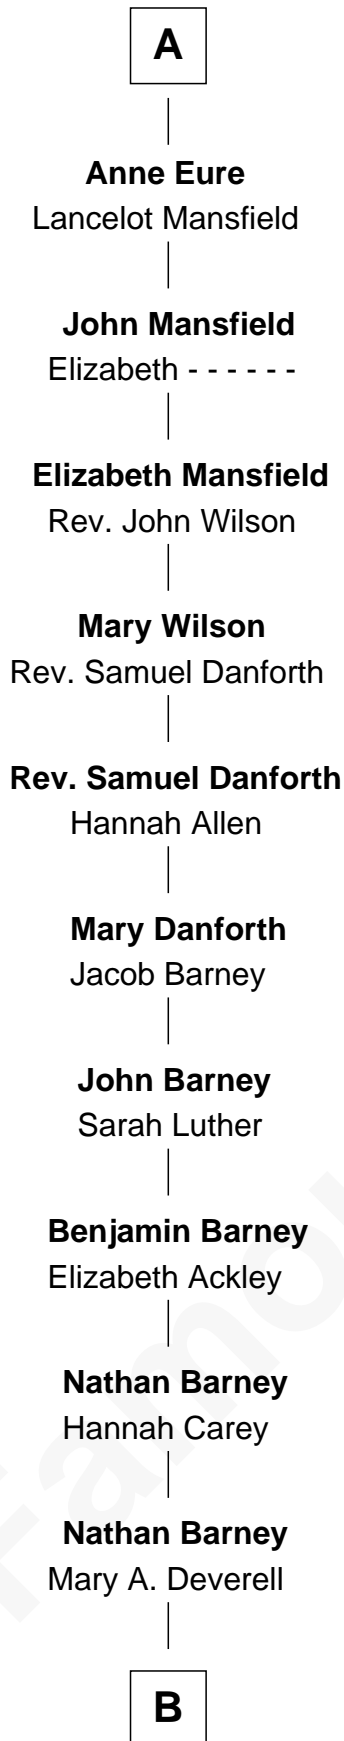 A
Anne Eure
Lancelot Mansfield
John Mansfield
Elizabeth - - - - - -
Elizabeth Mansfield
Rev. John Wilson
Mary Wilson
Rev. Samuel Danforth
Rev. Samuel Danforth
Hannah Allen
Mary Danforth
Jacob Barney
John Barney
Sarah Luther
Benjamin Barney
Elizabeth Ackley
Nathan Barney
Hannah Carey
Nathan Barney
Mary A. Deverell
B
Famo